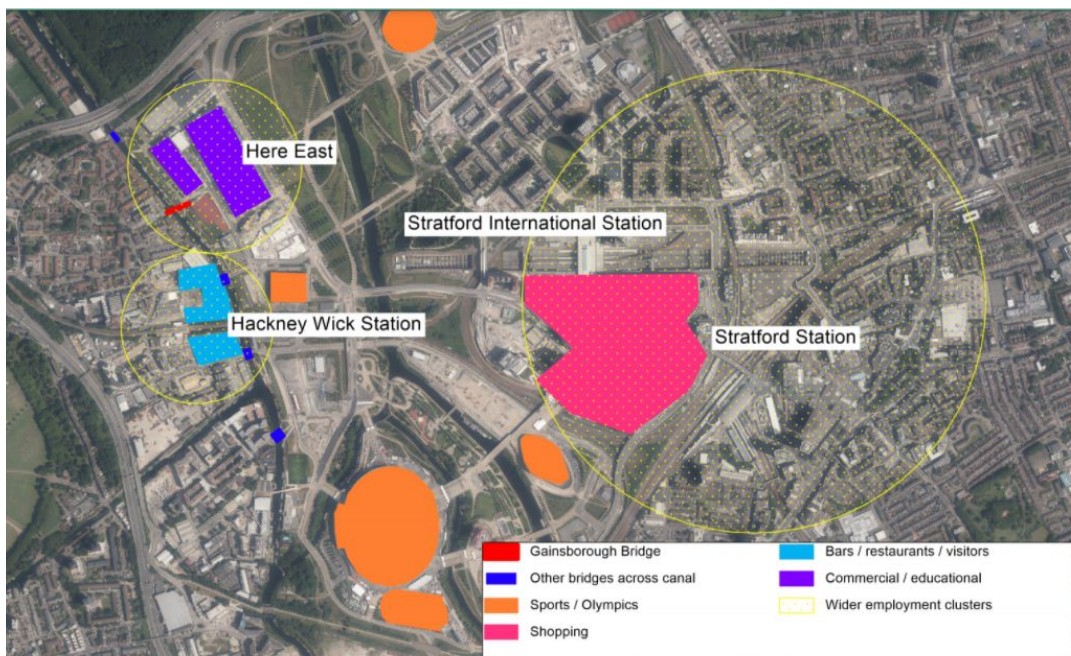 Here East
Stratford International Station
Hackney Wick Station
Stratford Station
Gainsborough Bridge
Other bridges across canal
Sports / Olympics
Shopping
Bars / restaurants / visitors
Commercial / educational
Wider employment clusters